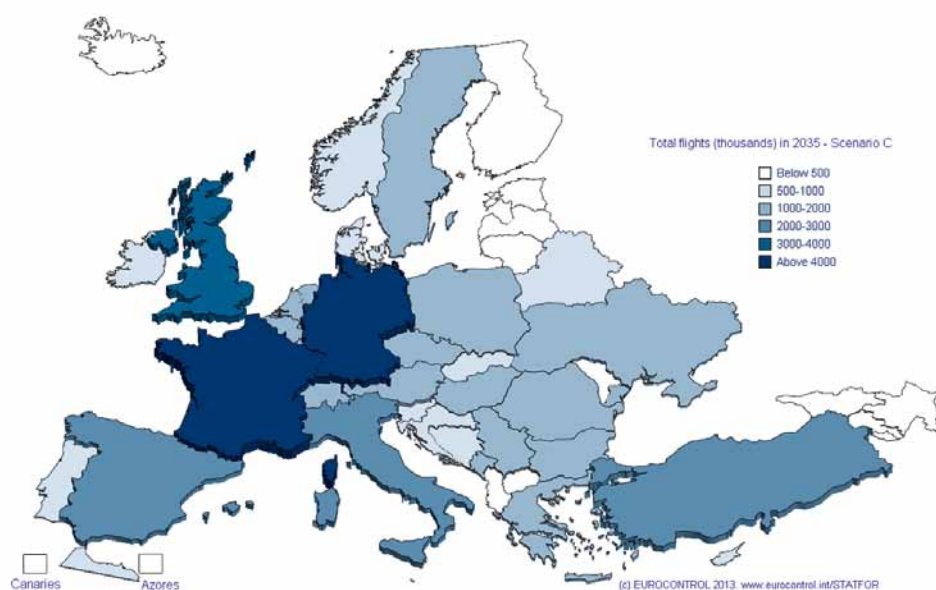 Total flights (thousands) in 2035 - Scenario C
Below 500
500-1000
1000-2000
2000-3000
3000-4000
Above 4000
Canaries
Azores
(c) EUROCONTROL 2013. www.eurocontrol.int/STATFOR